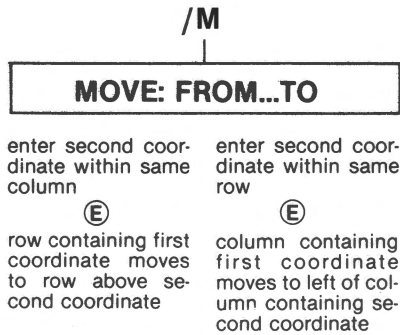 /M
MOVE: FROM...TO
enter second coor-
dinate within same
column
Ⓔ
row containing first
coordinate moves
to row above se-
cond coordinate
enter second coor-
dinate within same
row
Ⓔ
column containing
first coordinate
moves to left of col-
umn containing se-
cond coordinate